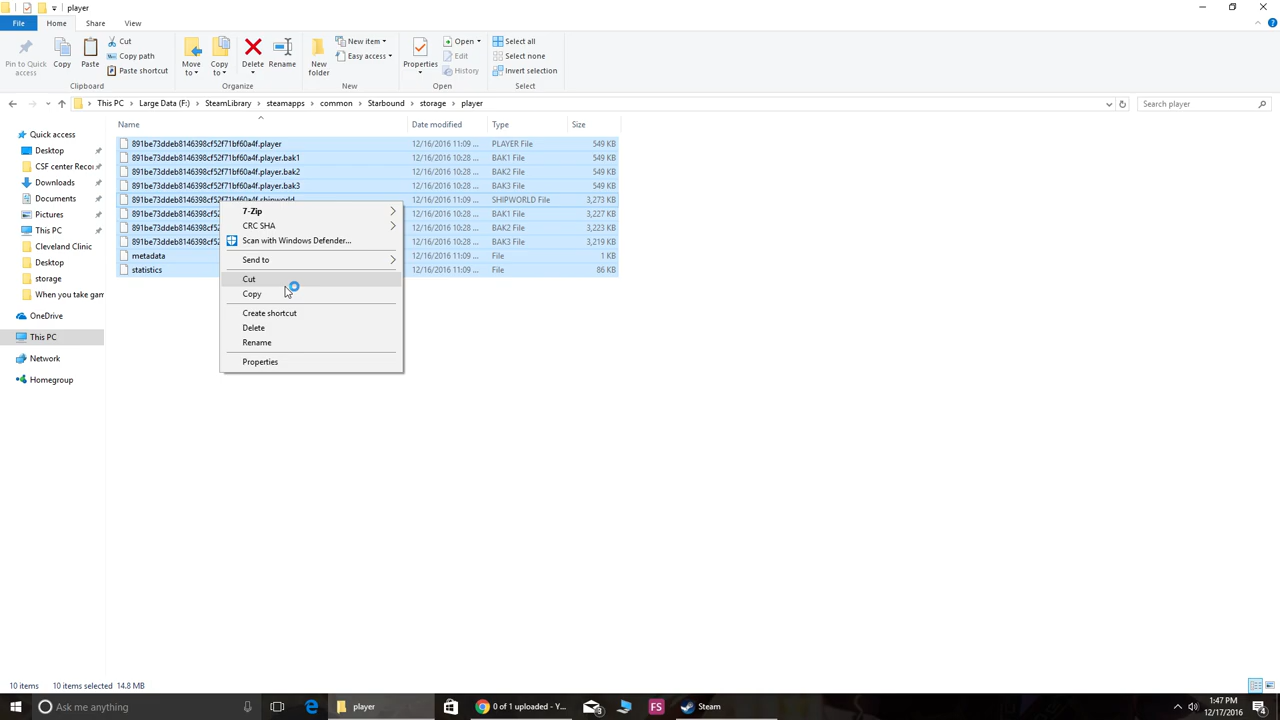 player
File
Home
Share
View
Pin to Quick access
Copy
Paste
Cut
Copy path
Paste shortcut
Clipboard
Move to
Copy to
Delete
Rename
Organize
New folder
New item
Easy access
New
Properties
Open
Edit
History
Open
Select all
Select none
Invert selection
Select
This PC
Large Data (F:)
SteamLibrary
steamapps
common
Starbound
storage
player
Search player
Name
Date modified
Type
Size
891be73ddeb8146398cf52f71bf60a4f.player 12/16/2016 11:09 ... PLAYER File 549 KB
891be73ddeb8146398cf52f71bf60a4f.player.bak1 12/16/2016 10:28 ... BAK1 File 549 KB
891be73ddeb8146398cf52f71bf60a4f.player.bak2 12/16/2016 10:28 ... BAK2 File 549 KB
891be73ddeb8146398cf52f71bf60a4f.player.bak3 12/16/2016 10:28 ... BAK3 File 549 KB
891be73ddeb8146398cf52f71bf60a4f.shipworld 12/16/2016 11:09 ... SHIPWORLD File 3,273 KB
891be73ddeb8146398cf52 12/16/2016 10:28 ... BAK1 File 3,227 KB
891be73ddeb8146398cf52 12/16/2016 10:28 ... BAK2 File 3,223 KB
891be73ddeb8146398cf52 12/16/2016 10:28 ... BAK3 File 3,219 KB
metadata 12/16/2016 11:09 ... File 1 KB
statistics 12/16/2016 11:09 ... File 86 KB
Quick access
Desktop
CSF center Reco
Downloads
Documents
Pictures
This PC
Cleveland Clinic
Desktop
storage
When you take gam
OneDrive
This PC
Network
Homegroup
7-Zip
CRC SHA
Scan with Windows Defender...
Send to
Cut
Copy
Create shortcut
Delete
Rename
Properties
10 items 10 items selected 14.8 MB
Ask me anything
player
0 of 1 uploaded - Y...
3
FS
Steam
1:47 PM
12/17/2016
4